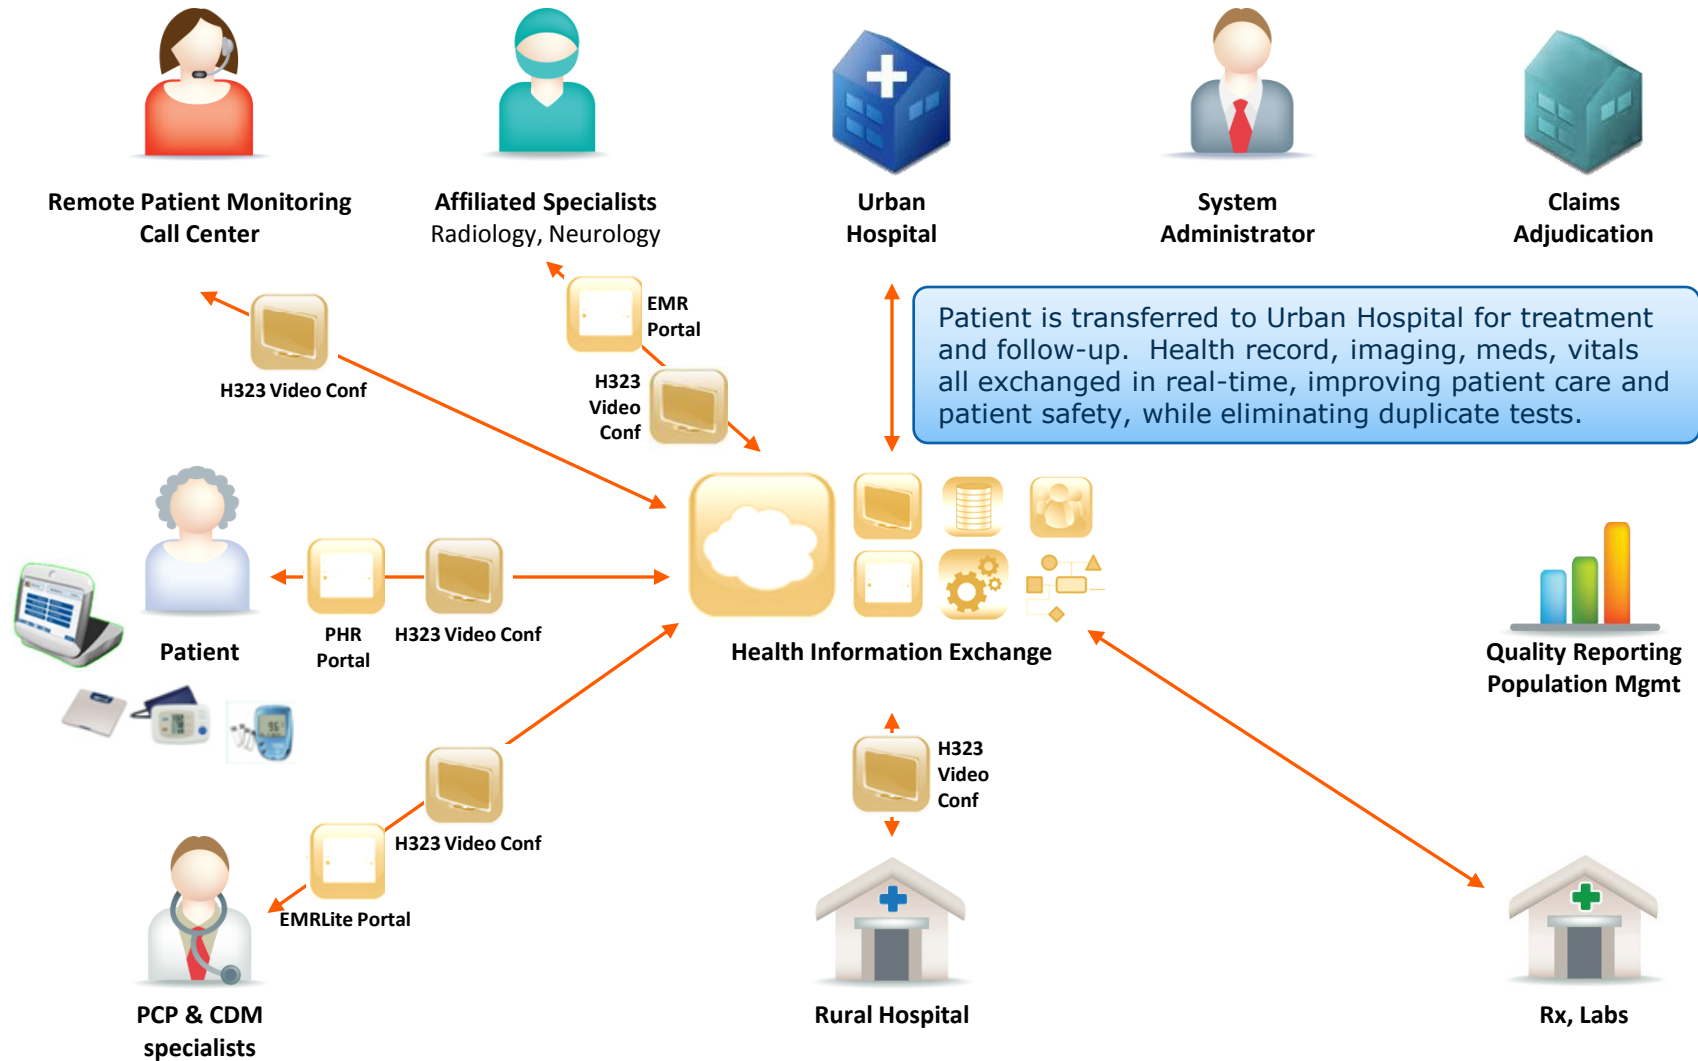 Remote Patient Monitoring
Call Center
Affiliated Specialists
Radiology, Neurology
Urban
Hospital
System
Administrator
Claims
Adjudication
EMR
Portal
H323 Video Conf
H323
Video
Conf
Patient is transferred to Urban Hospital for treatment
and follow-up. Health record, imaging, meds, vitals
all exchanged in real-time, improving patient care and
patient safety, while eliminating duplicate tests.
Patient
PHR
Portal
H323 Video Conf
Health Information Exchange
Quality Reporting
Population Mgmt
H323
Video
Conf
H323 Video Conf
EMRLite Portal
PCP & CDM
specialists
Rural Hospital
Rx, Labs